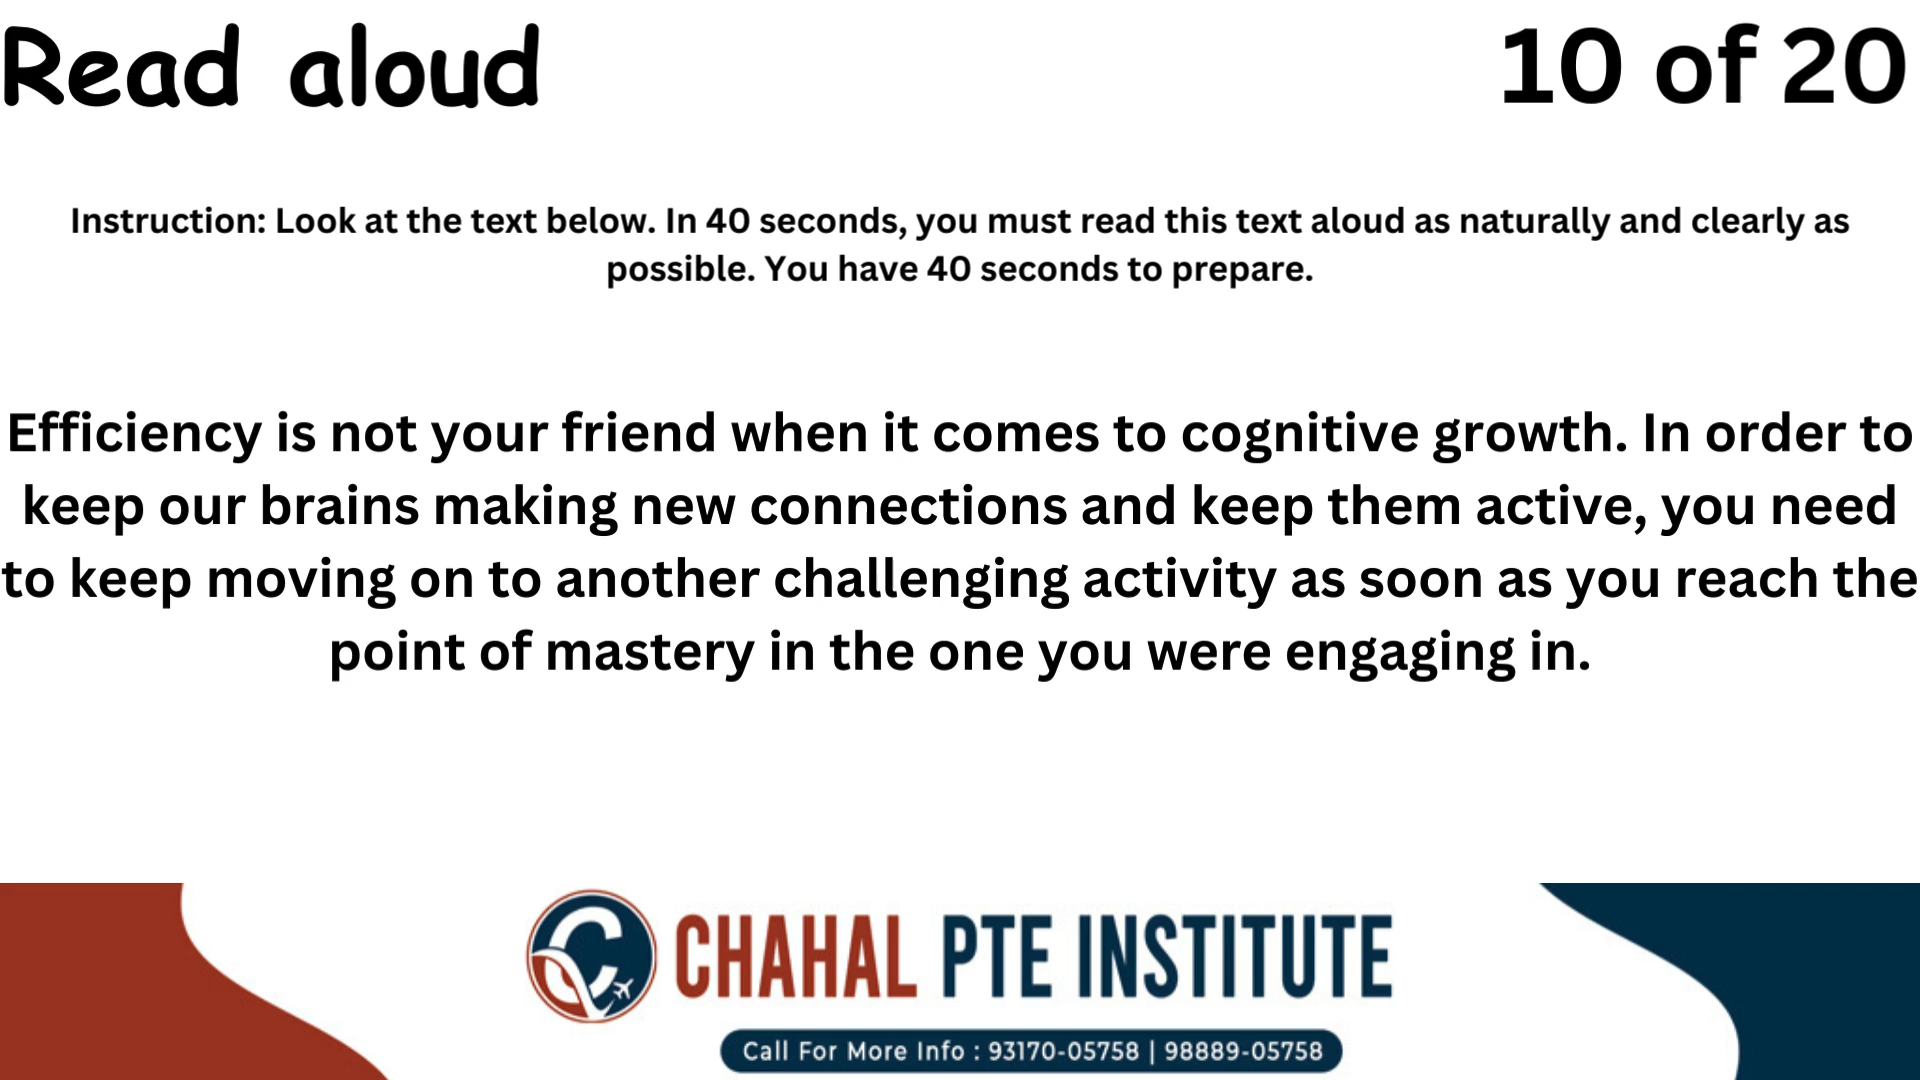 Read aloud
10 of 20
Instruction: Look at the text below. In 40 seconds, you must read this text aloud as naturally and clearly as
possible. You have 40 seconds to prepare.
Efficiency is not your friend when it comes to cognitive growth. In order to
keep our brains making new connections and keep them active, you need
to keep moving on to another challenging activity as soon as you reach the
point of mastery in the one you were engaging in.
CHAHAL PTE INSTITUTE
Call For More Info : 93170-05758 | 98889-05758